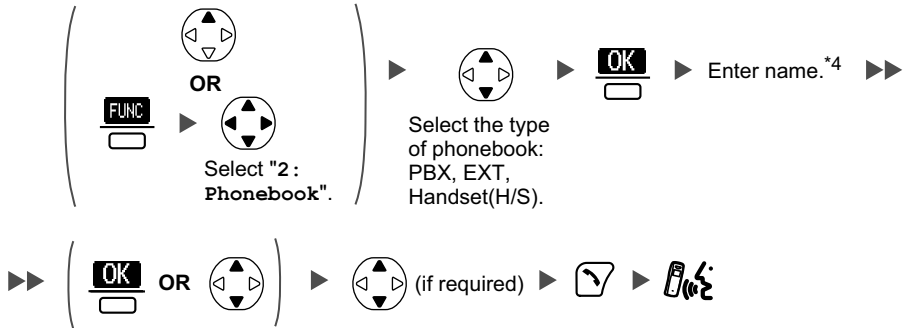 OR
OK
Enter name.*4
FUNC
Select "2:
Phonebook".
Select the type
of phonebook:
PBX, EXT,
Handset(H/S).
OK
OR
(if required)